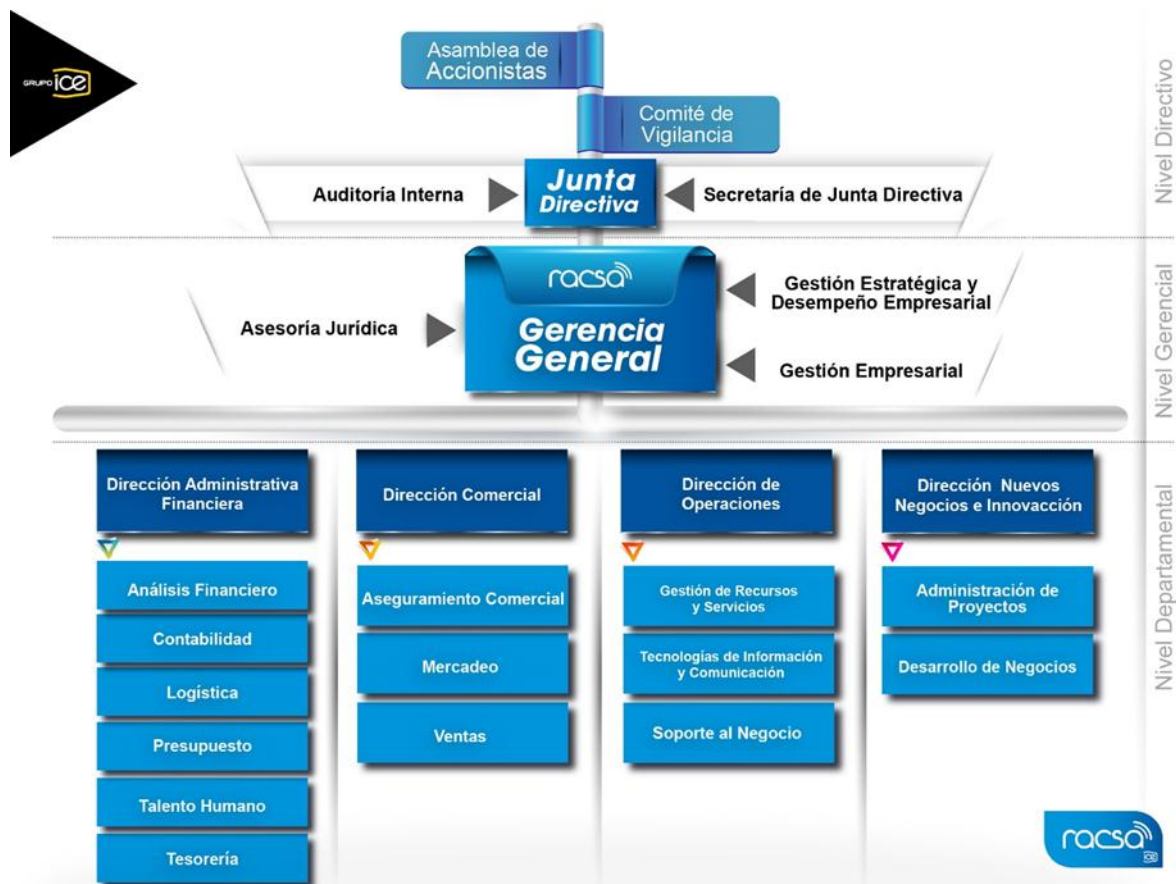 GRUPO ice
Asamblea de
Accionistas
Comité de
Vigilancia
Nivel Directivo
Auditoría Interna
Junta
Directiva
Secretaría de Junta Directiva
racsa
Gerencia
General
Asesoría Jurídica
Gestión Estratégica y
Desempeño Empresarial
Gestión Empresarial
Nivel Gerencial
Dirección Administrativa
Financiera
Análisis Financiero
Contabilidad
Logística
Presupuesto
Talento Humano
Tesorería
Dirección Comercial
Aseguramiento Comercial
Mercadeo
Ventas
Dirección de
Operaciones
Gestión de Recursos
y Servicios
Tecnologías de Información
y Comunicación
Soporte al Negocio
Dirección Nuevos
Negocios e Innovacción
Administración de
Proyectos
Desarrollo de Negocios
Nivel Departamental
racsa
ice